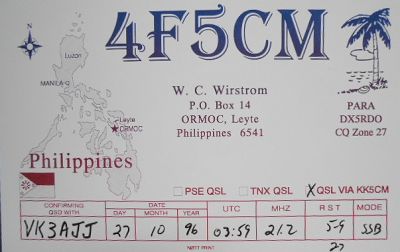 4F5CM
Luzon
MANILA
Leyte
ORMOC
W. C. Wirstrom
P.O. Box 14
ORMOC, Leyte
Philippines 6541
PARA
DX5RDO
CQ Zone 27
Philippines
PSE QSL TNX QSL X QSL VIA KK5CM
CONFIRMING QSO WITH DATE UTC MHZ R S T MODE
DAY MONTH YEAR
VK3AJJ 27 10 96 03:59 21.2 5-9 SSB